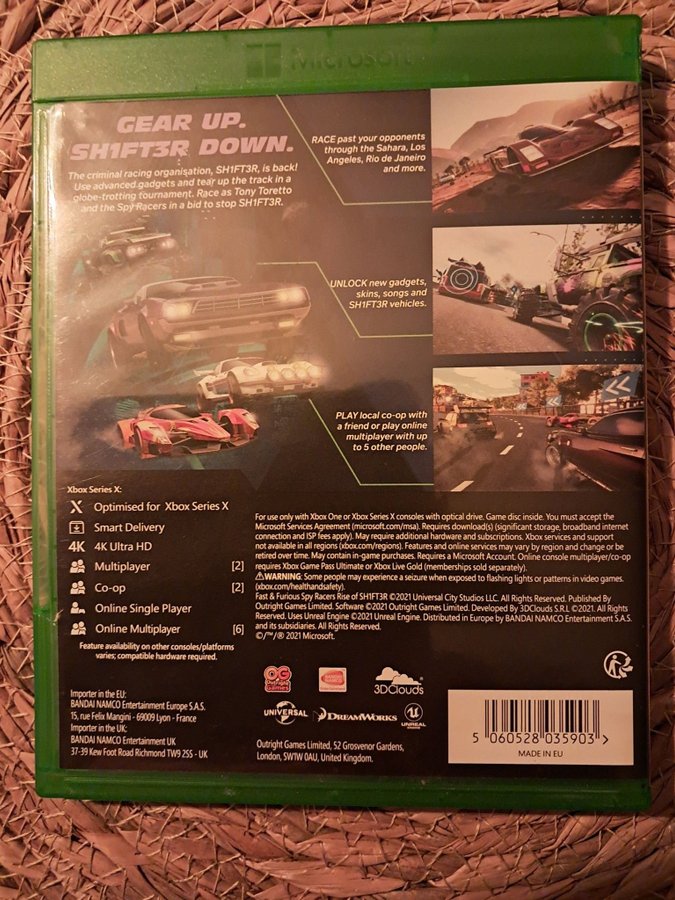 Microsoft
GEAR UP.
SH1FT3R DOWN.
The criminal racing organisation, SH1FT3R, is back!
Use advanced gadgets and tear up the track in a
globe-trotting tournament. Race as Tony Toretto
and the Spy Racers in a bid to stop SH1FT3R.
RACE past your opponents
through the Sahara, Los
Angeles, Rio de Janeiro
and more.
UNLOCK new gadgets,
skins, songs and
SH1FT3R vehicles.
PLAY local co-op with
a friend or play online
multiplayer with up
to 5 other people.
Xbox Series X:
Optimised for Xbox Series X
Smart Delivery
4K 4K Ultra HD
Multiplayer [2]
Co-op [2]
Online Single Player
Online Multiplayer [6]
Feature availability on other consoles/platforms
varies; compatible hardware required.
For use only with Xbox One or Xbox Series X consoles with optical drive. Game disc inside. You must accept the
Microsoft Services Agreement (microsoft.com/msa). Requires download(s) (significant storage, broadband internet
connection and ISP fees apply). May require additional hardware and subscriptions. Xbox services and support
not available in all regions (xbox.com/regions). Features and online services may vary by region and change or be
retired over time. May contain in-game purchases. Requires a Microsoft Account. Online console multiplayer/co-op
requires Xbox Game Pass Ultimate or Xbox Live Gold (memberships sold separately).
⚠WARNING: Some people may experience a seizure when exposed to flashing lights or patterns in video games.
(xbox.com/healthandsafety).
Fast & Furious Spy Racers Rise of SH1FT3R ©2021 Universal City Studios LLC. All Rights Reserved. Published By
Outright Games Limited. Software ©2021 Outright Games Limited. Developed By 3DClouds S.R.L ©2021. All Rights
Reserved. Uses Unreal Engine ©2021 Unreal Engine. Distributed in Europe by BANDAI NAMCO Entertainment S.A.S.
and its subsidiaries. All Rights Reserved.
©/™/® 2021 Microsoft.
Importer in the EU:
BANDAI NAMCO Entertainment Europe S.A.S.
15, rue Felix Mangini - 69009 Lyon - France
Importer in the UK:
BANDAI NAMCO Entertainment UK
37-39 Kew Foot Road Richmond TW9 2SS - UK
OG
Outright
Games
BANDAI
NAMCO
Entertainment
3DClouds
UNIVERSAL
DREAMWORKS
UNREAL
ENGINE
Outright Games Limited, 52 Grosvenor Gardens,
London, SW1W 0AU, United Kingdom.
5 060528 035903 >
MADE IN EU